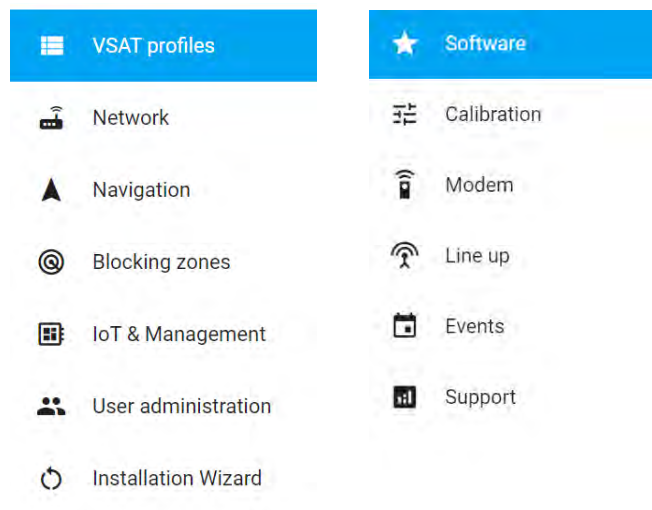 VSAT profiles
Network
Navigation
Blocking zones
IoT & Management
User administration
Installation Wizard
Software
Calibration
Modem
Line up
Events
Support